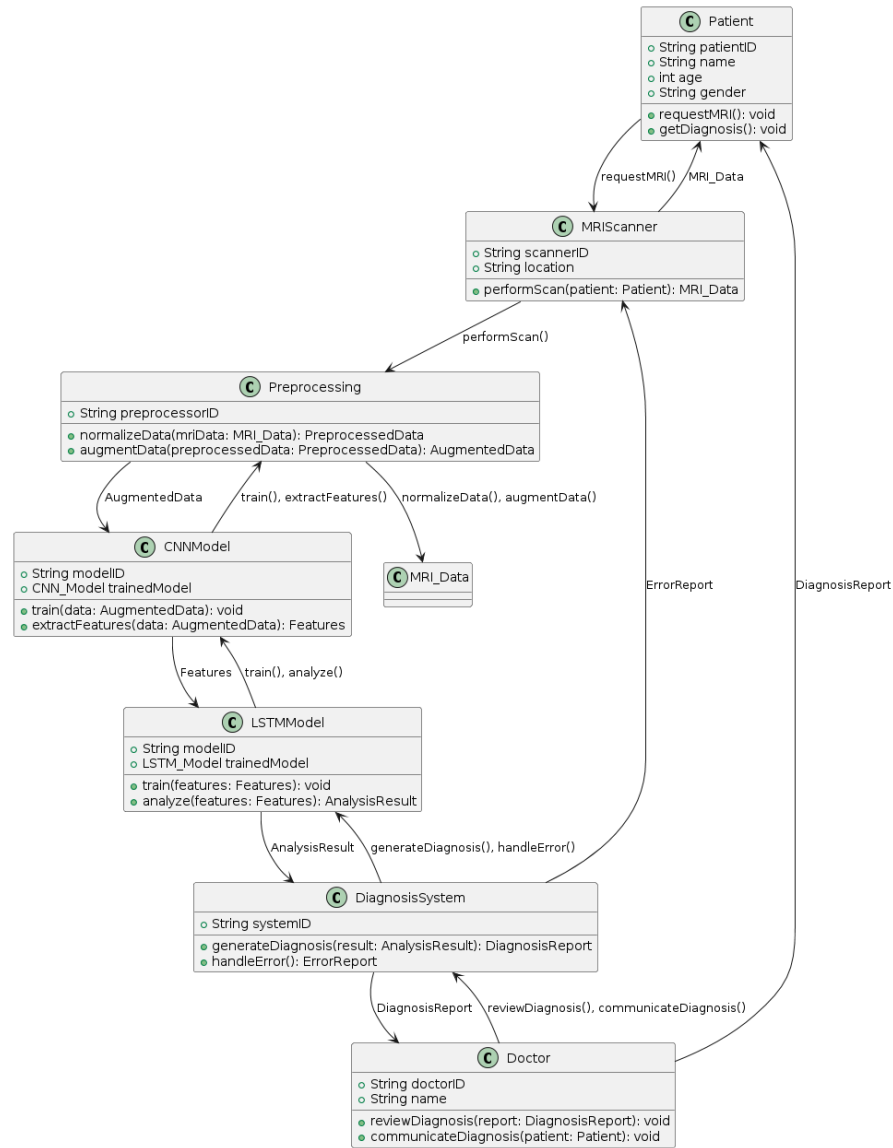 C Patient
String patientID
String name
int age
String gender
requestMRI(): void
getDiagnosis(): void
requestMRI()
MRI_Data
C MRIScanner
String scannerID
String location
performScan(patient: Patient): MRI_Data
performScan()
C Preprocessing
String preprocessorID
normalizeData(mriData: MRI_Data): PreprocessedData
augmentData(preprocessedData: PreprocessedData): AugmentedData
AugmentedData
train(), extractFeatures()
normalizeData(), augmentData()
C CNNModel
String modelID
CNN_Model trainedModel
train(data: AugmentedData): void
extractFeatures(data: AugmentedData): Features
C MRI_Data
ErrorReport
DiagnosisReport
Features
train(), analyze()
C LSTMModel
String modelID
LSTM_Model trainedModel
train(features: Features): void
analyze(features: Features): AnalysisResult
AnalysisResult
generateDiagnosis(), handleError()
C DiagnosisSystem
String systemID
generateDiagnosis(result: AnalysisResult): DiagnosisReport
handleError(): ErrorReport
DiagnosisReport
reviewDiagnosis(), communicateDiagnosis()
C Doctor
String doctorID
String name
reviewDiagnosis(report: DiagnosisReport): void
communicateDiagnosis(patient: Patient): void